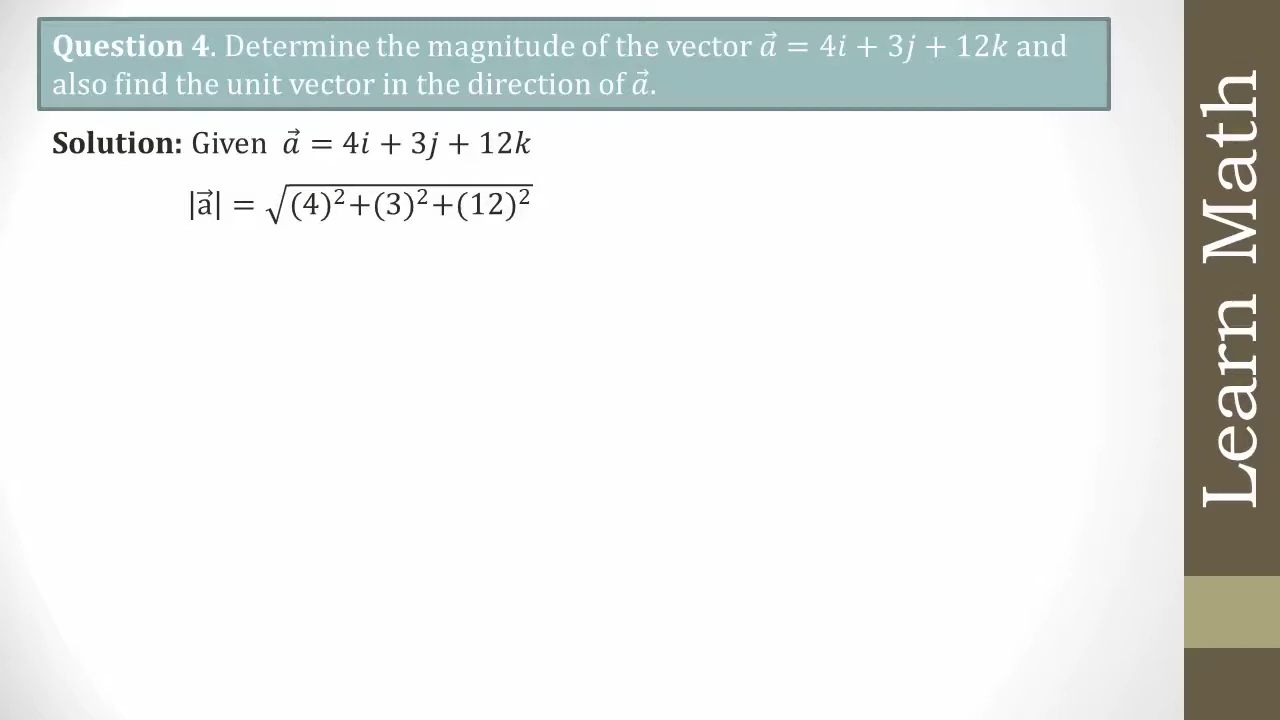 Question 4. Determine the magnitude of the vector a⃗ = 4i + 3j + 12k and
also find the unit vector in the direction of a⃗.
Solution: Given a⃗ = 4i + 3j + 12k
|a⃗| = √((4)²+(3)²+(12)²)
Learn Math